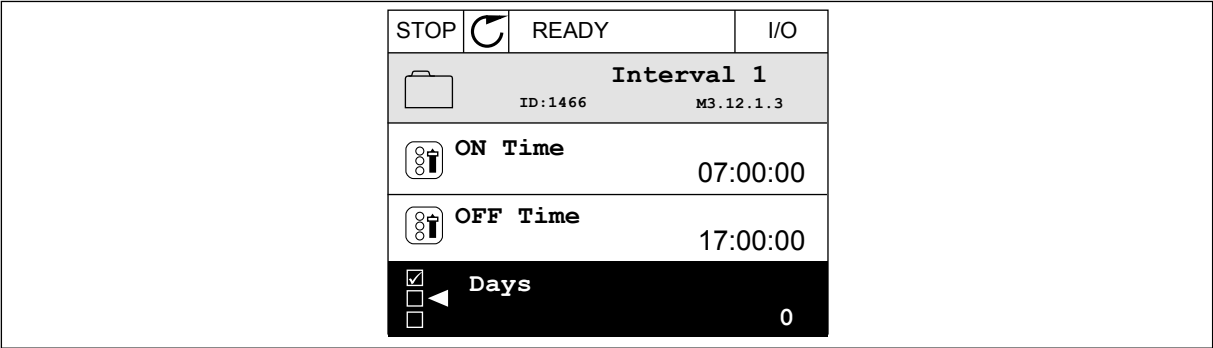 STOP READY I/O
Interval 1
ID:1466 M3.12.1.3
ON Time
07:00:00
OFF Time
17:00:00
Days
0